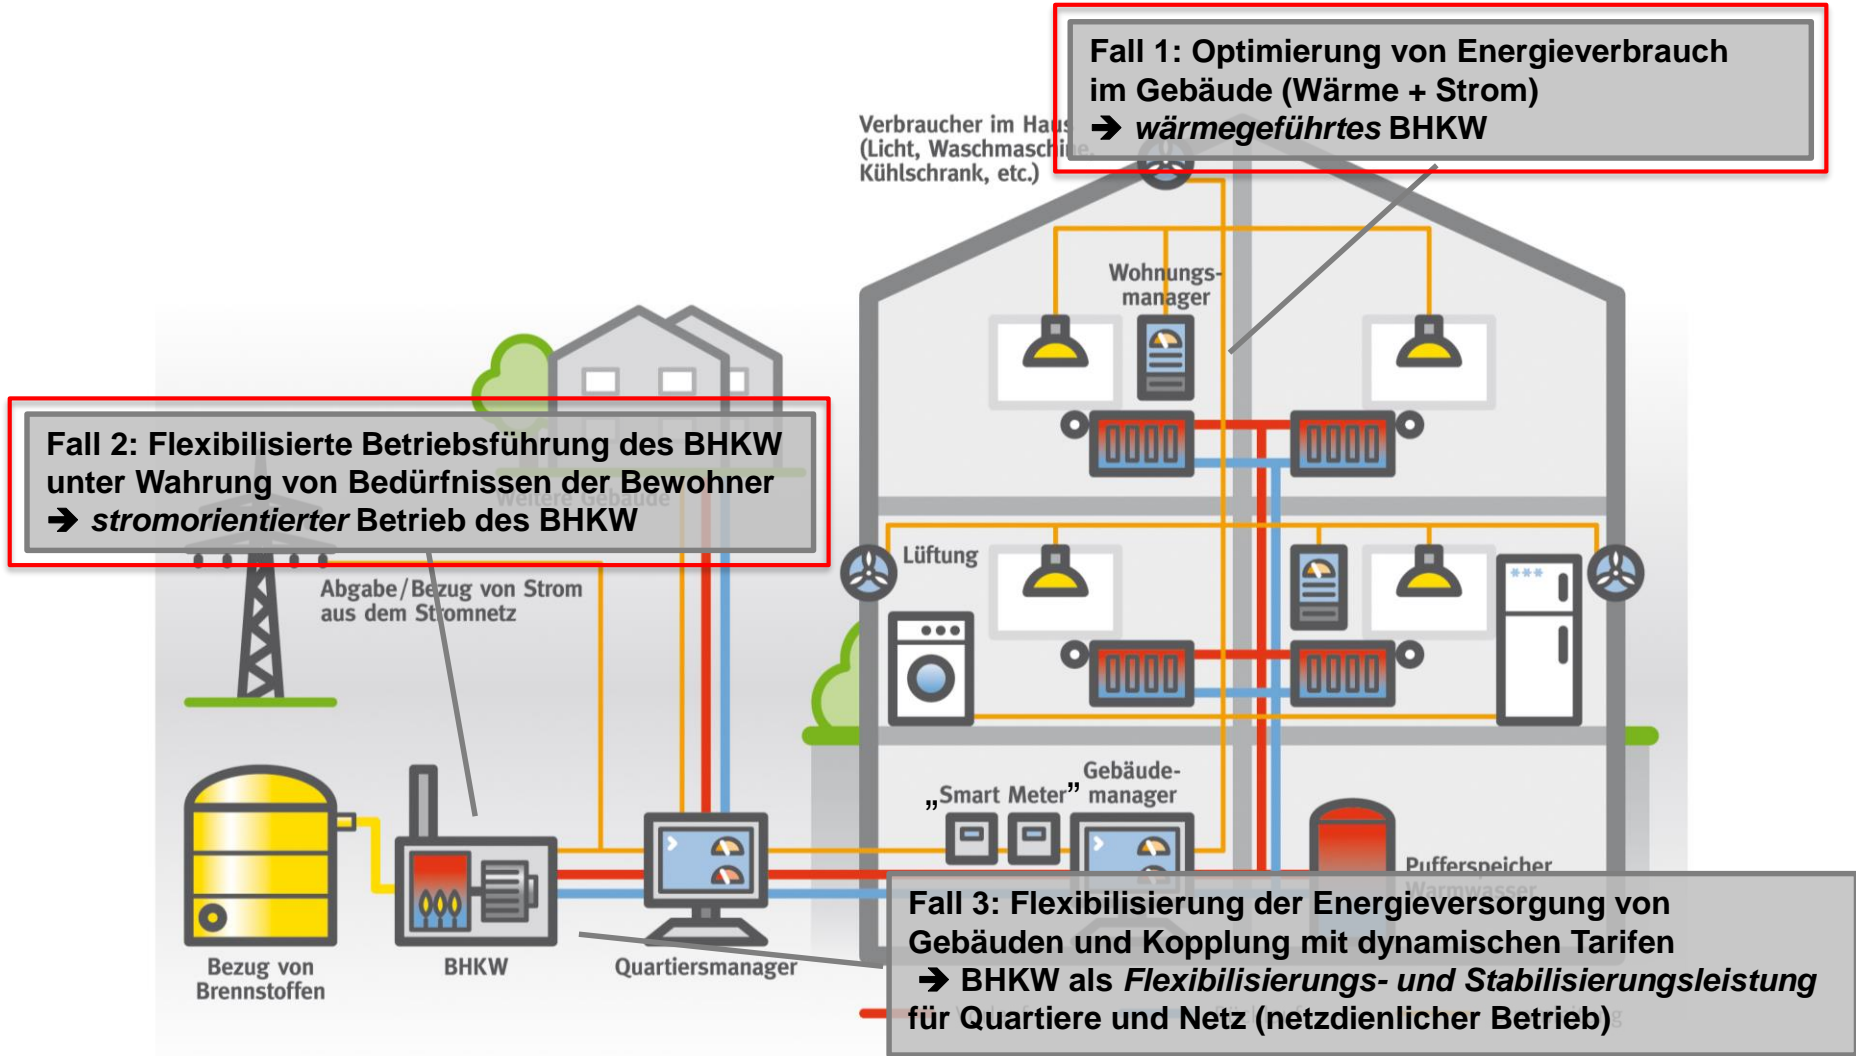 Fall 1: Optimierung von Energieverbrauch
im Gebäude (Wärme + Strom)
➔ wärmegeführtes BHKW
Verbraucher im Haus
(Licht, Waschmaschine,
Kühlschrank, etc.)
Wohnungs-
manager
Fall 2: Flexibilisierte Betriebsführung des BHKW
unter Wahrung von Bedürfnissen der Bewohner
➔ stromorientierter Betrieb des BHKW
Weitere Gebäude
Abgabe/Bezug von Strom
aus dem Stromnetz
Lüftung
***
„Smart Meter”
Gebäude-
manager
Pufferspeicher
Warmwasser
Bezug von
Brennstoffen
BHKW
Quartiersmanager
Fall 3: Flexibilisierung der Energieversorgung von
Gebäuden und Kopplung mit dynamischen Tarifen
➔ BHKW als Flexibilisierungs- und Stabilisierungsleistung
für Quartiere und Netz (netzdienlicher Betrieb)